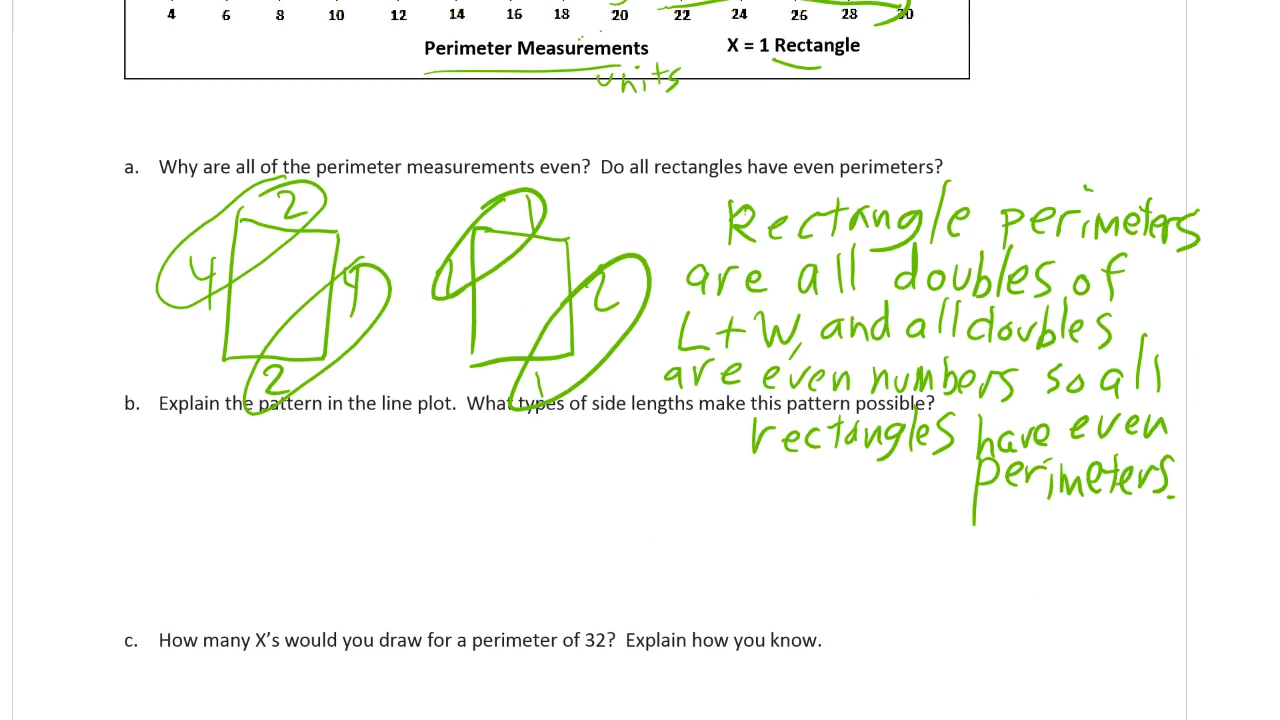 4 6 8 10 12 14 16 18 20 22 24 26 28 30
Perimeter Measurements X = 1 Rectangle
units
a. Why are all of the perimeter measurements even? Do all rectangles have even perimeters?
2 1
4 4 2 2
2 1
Rectangle perimeters
are all doubles of
L+W, and all doubles
are even numbers so all
rectangles have even
perimeters.
b. Explain the pattern in the line plot. What types of side lengths make this pattern possible?
c. How many X's would you draw for a perimeter of 32? Explain how you know.